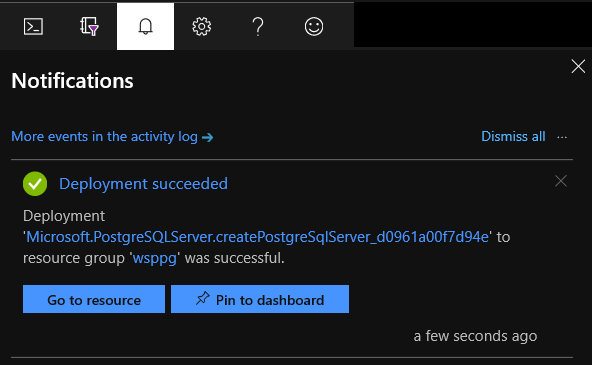 Notifications
More events in the activity log → Dismiss all ...
Deployment succeeded
Deployment
'Microsoft.PostgreSQLServer.createPostgreSqlServer_d0961a00f7d94e' to
resource group 'wsppg' was successful.
Go to resource Pin to dashboard
a few seconds ago